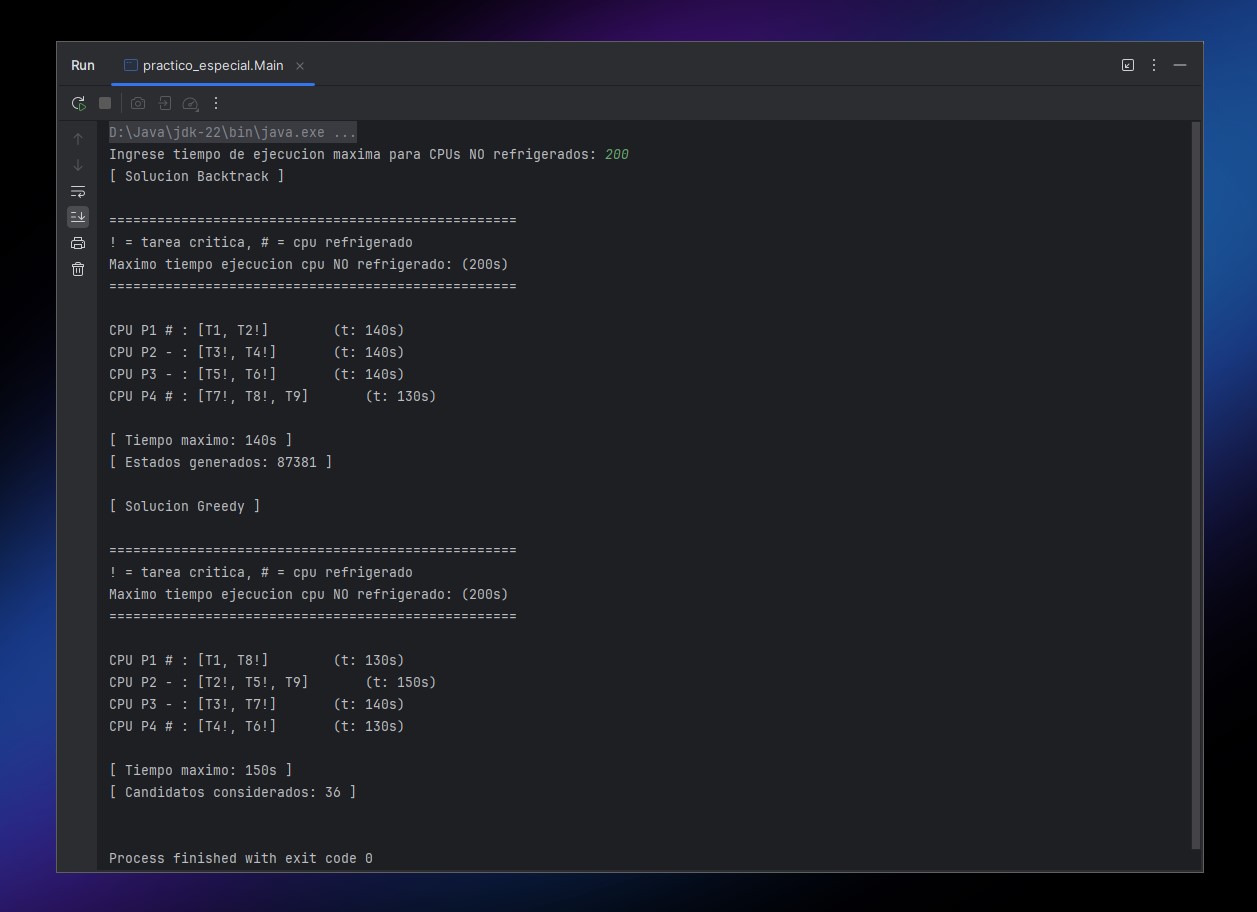 Run practico_especial.Main
D:\Java\jdk-22\bin\java.exe ...
Ingrese tiempo de ejecucion maxima para CPUs NO refrigerados: 200
[ Solucion Backtrack ]
===================================================
! = tarea critica, # = cpu refrigerado
Maximo tiempo ejecucion cpu NO refrigerado: (200s)
===================================================
CPU P1 # : [T1, T2!]        (t: 140s)
CPU P2 - : [T3!, T4!]       (t: 140s)
CPU P3 - : [T5!, T6!]       (t: 140s)
CPU P4 # : [T7!, T8!, T9]       (t: 130s)
[ Tiempo maximo: 140s ]
[ Estados generados: 87381 ]
[ Solucion Greedy ]
===================================================
! = tarea critica, # = cpu refrigerado
Maximo tiempo ejecucion cpu NO refrigerado: (200s)
===================================================
CPU P1 # : [T1, T8!]        (t: 130s)
CPU P2 - : [T2!, T5!, T9]       (t: 150s)
CPU P3 - : [T3!, T7!]       (t: 140s)
CPU P4 # : [T4!, T6!]       (t: 130s)
[ Tiempo maximo: 150s ]
[ Candidatos considerados: 36 ]
Process finished with exit code 0